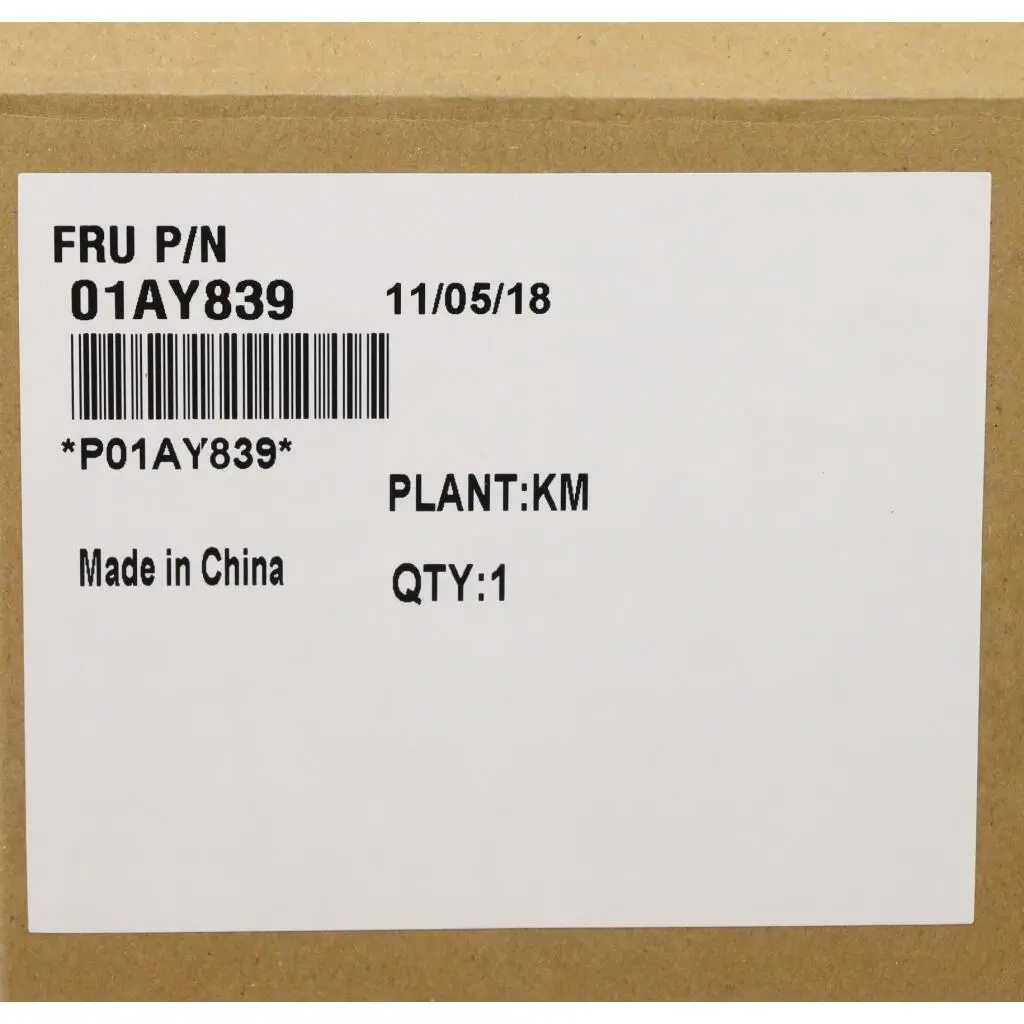 FRU P/N
01AY839 11/05/18
*P01AY839*
PLANT:KM
Made in China
QTY:1